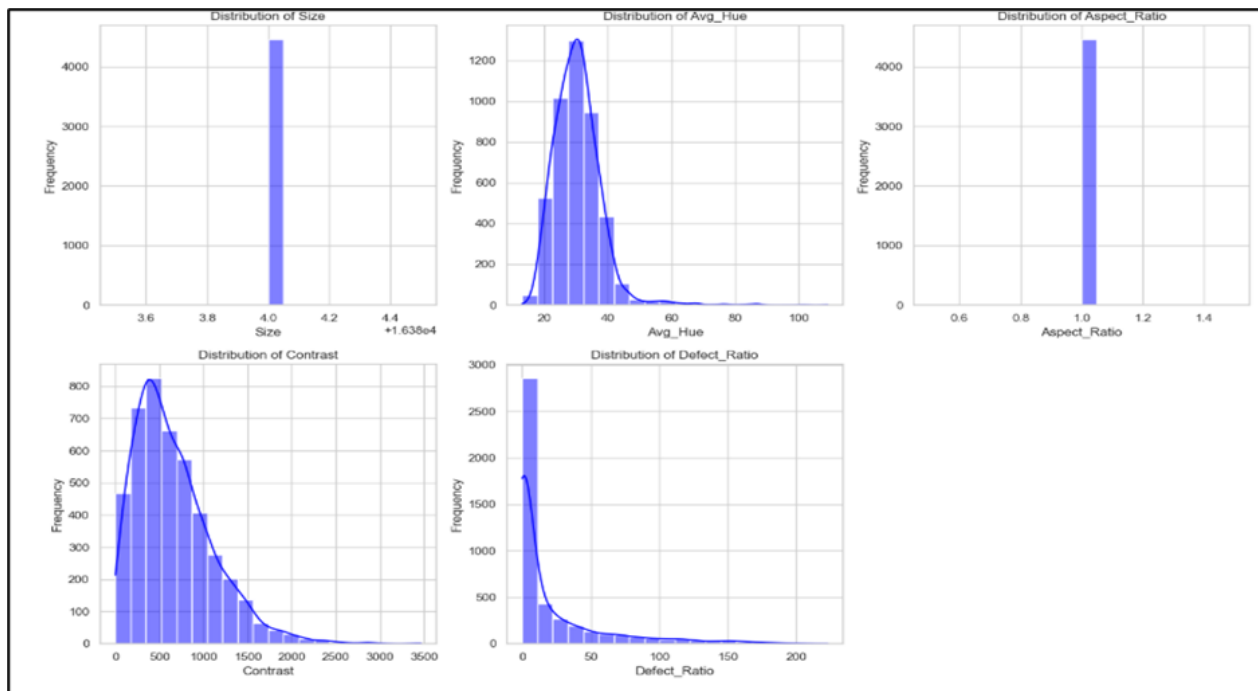 Distribution of Size
Distribution of Avg_Hue
Distribution of Aspect_Ratio
Frequency
4000
3000
2000
1000
0
3.6 3.8 4.0 4.2 4.4
Size
+1.638e4
Frequency
1200
1000
800
600
400
200
0
20 40 60 80 100
Avg_Hue
Frequency
4000
3000
2000
1000
0
0.6 0.8 1.0 1.2 1.4
Aspect_Ratio
Distribution of Contrast
Distribution of Defect_Ratio
Frequency
800
700
600
500
400
300
200
100
0
0 500 1000 1500 2000 2500 3000 3500
Contrast
Frequency
3000
2500
2000
1500
1000
500
0
0 50 100 150 200
Defect_Ratio